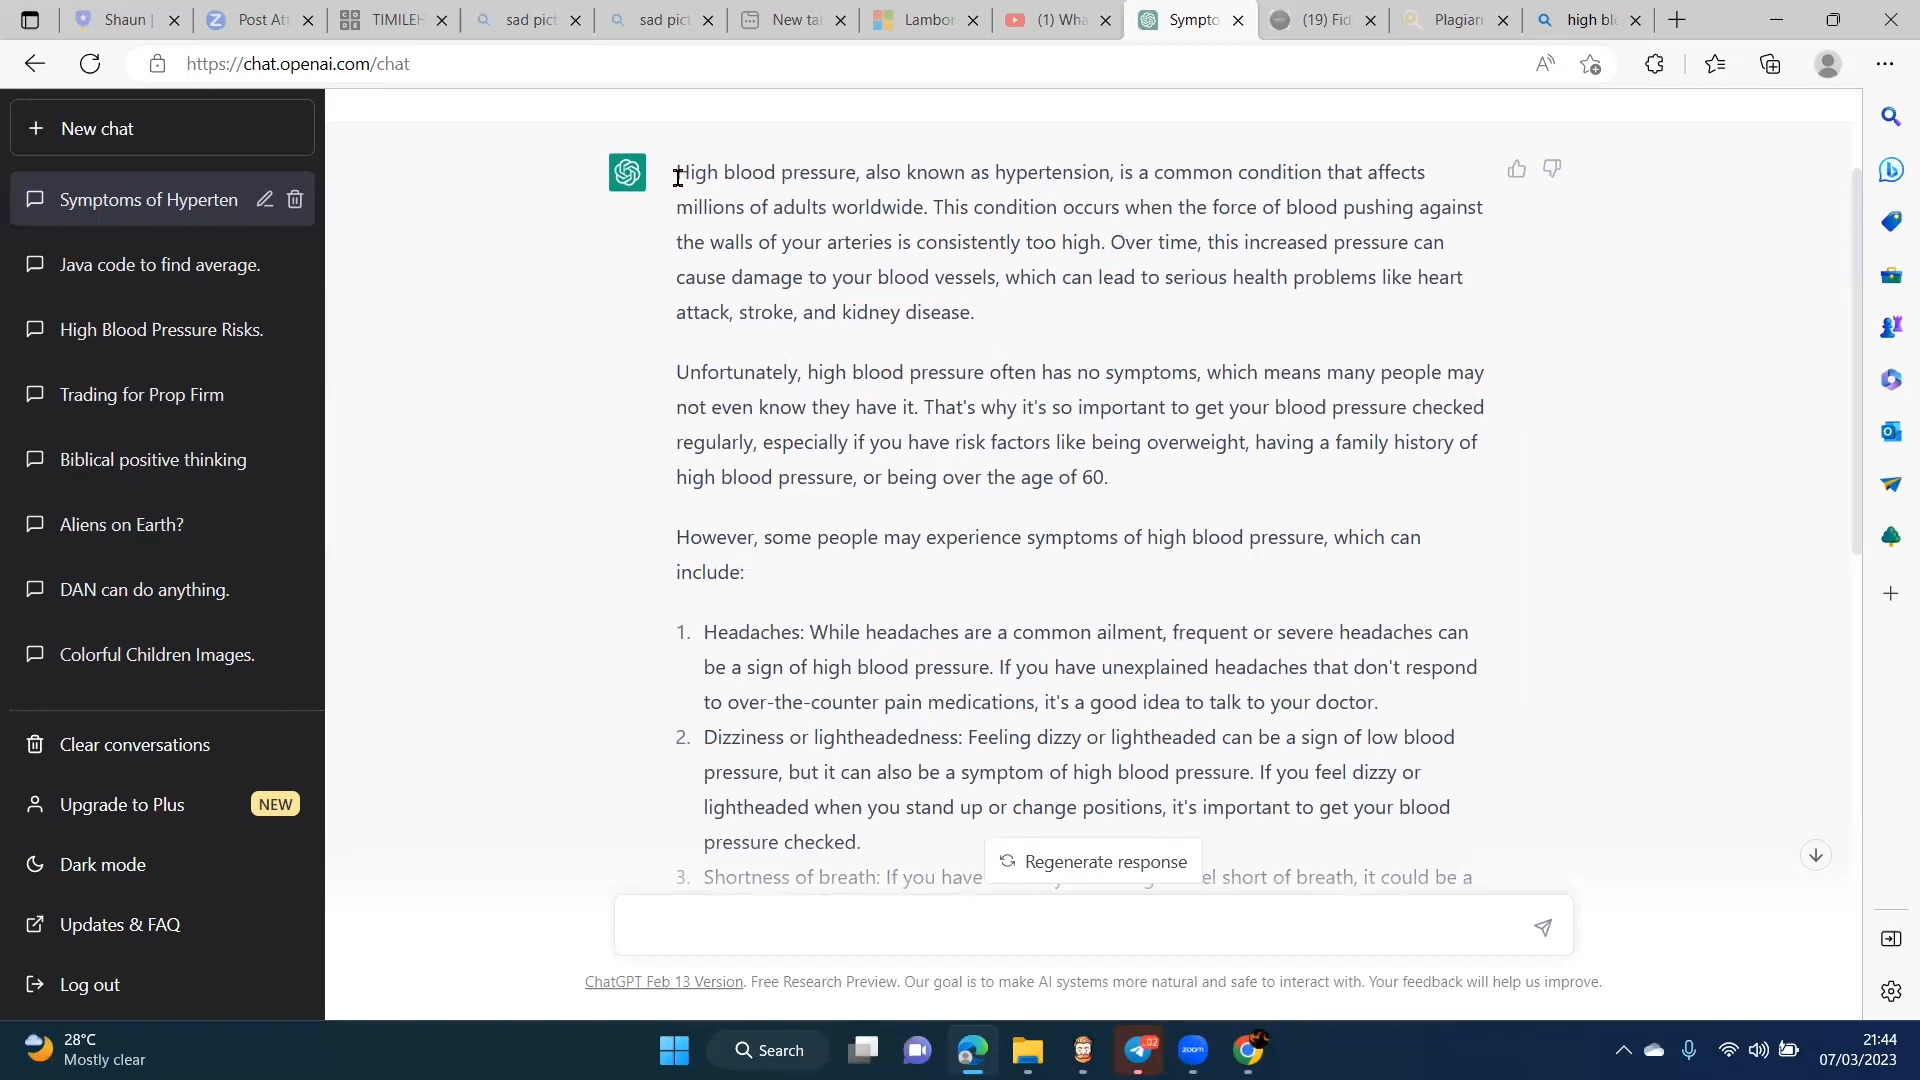 Shaun |
Post At
TIMILEH
sad pict
sad pict
New ta
Lambor
(1) Wha
Sympto
(19) Fid
Plagiari
high bl
https://chat.openai.com/chat
New chat
Symptoms of Hyperten
Java code to find average.
High Blood Pressure Risks.
Trading for Prop Firm
Biblical positive thinking
Aliens on Earth?
DAN can do anything.
Colorful Children Images.
Clear conversations
Upgrade to Plus NEW
Updates & FAQ
Log out
Dark mode
High blood pressure, also known as hypertension, is a common condition that affects
millions of adults worldwide. This condition occurs when the force of blood pushing against
the walls of your arteries is consistently too high. Over time, this increased pressure can
cause damage to your blood vessels, which can lead to serious health problems like heart
attack, stroke, and kidney disease.
Unfortunately, high blood pressure often has no symptoms, which means many people may
not even know they have it. That's why it's so important to get your blood pressure checked
regularly, especially if you have risk factors like being overweight, having a family history of
high blood pressure, or being over the age of 60.
However, some people may experience symptoms of high blood pressure, which can
include:
1. Headaches: While headaches are a common ailment, frequent or severe headaches can
be a sign of high blood pressure. If you have unexplained headaches that don't respond
to over-the-counter pain medications, it's a good idea to talk to your doctor.
2. Dizziness or lightheadedness: Feeling dizzy or lightheaded can be a sign of low blood
pressure, but it can also be a symptom of high blood pressure. If you feel dizzy or
lightheaded when you stand up or change positions, it's important to get your blood
pressure checked.
3. Shortness of breath: If you have el short of breath, it could be a
Regenerate response
ChatGPT Feb 13 Version. Free Research Preview. Our goal is to make AI systems more natural and safe to interact with. Your feedback will help us improve.
28°C
Mostly clear
Search
zoom
21:44
07/03/2023